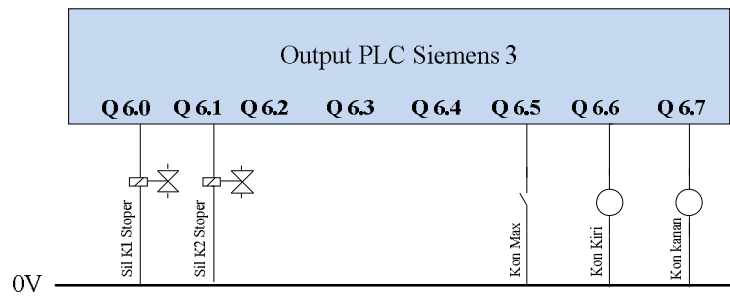 Output PLC Siemens 3
Q 6.0 Q 6.1 Q 6.2 Q 6.3 Q 6.4 Q 6.5 Q 6.6 Q 6.7
Sil K1 Stoper
Sil K2 Stoper
Kon Max
Kon Kiri
Kon kanan
0V